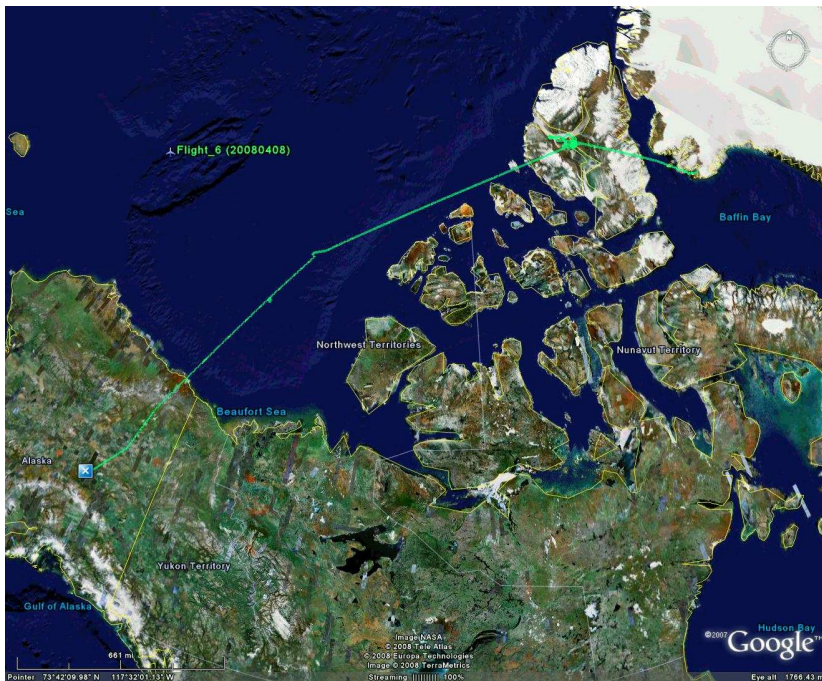 Flight_6 (20080408)
Sea
Baffin Bay
Northwest Territories
Nunavut Territory
Beaufort Sea
Alaska
Yukon Territory
Gulf of Alaska
Hudson Bay
661 mi
Image NASA
© 2008 Tele Atlas
© 2008 Europa Technologies
Image © 2008 TerraMetrics
©2007 Google™
Pointer 73°42'09.98" N 117°32'01.13" W
Streaming ||||||||| 100%
Eye alt 1766.43 m